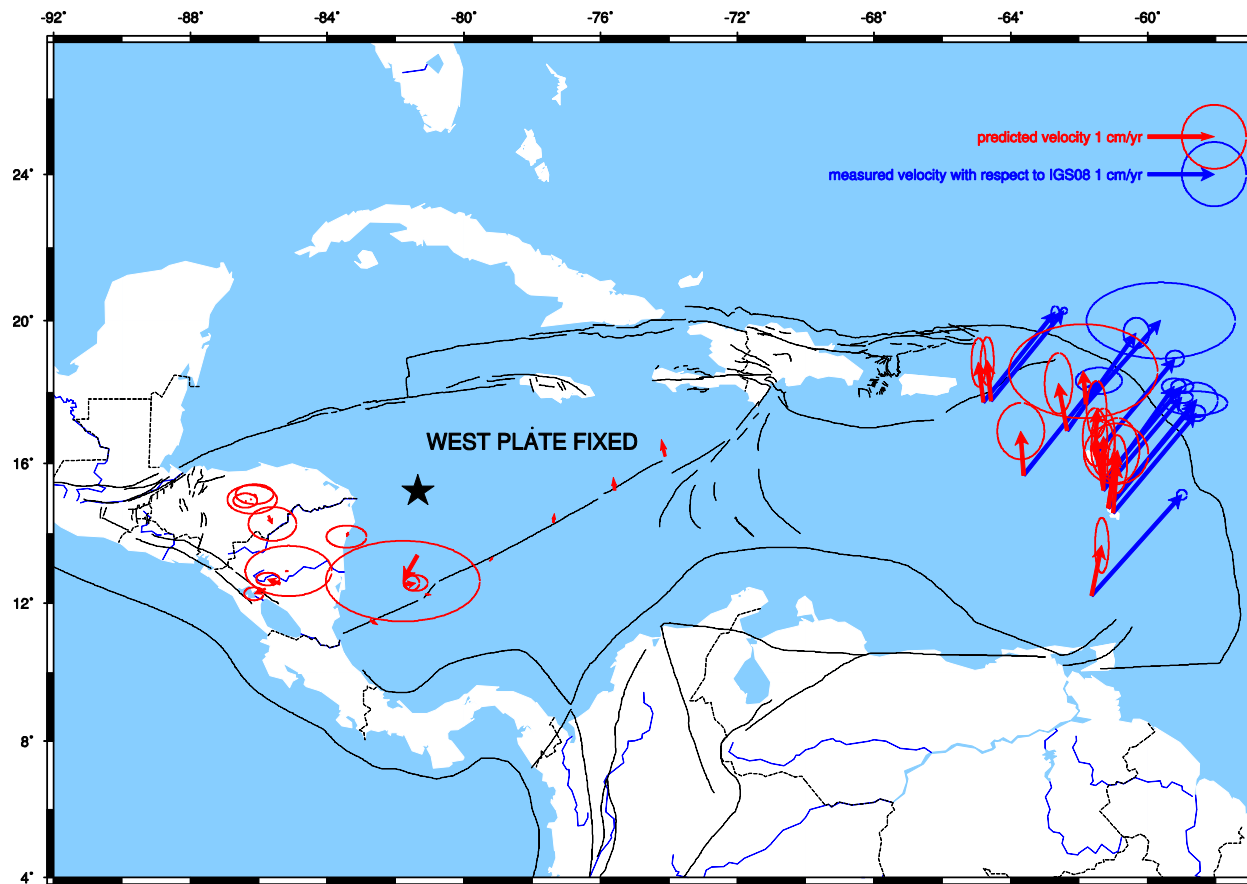 -92° -88° -84° -80° -76° -72° -68° -64° -60°
predicted velocity 1 cm/yr
24°
measured velocity with respect to IGS08 1 cm/yr
20°
WEST PLATE FIXED
16°
12°
8°
4°